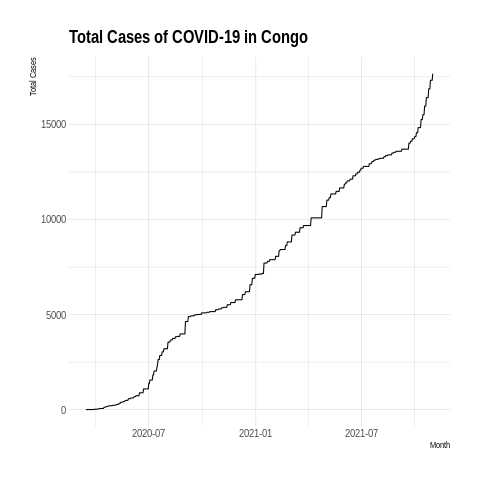 Total Cases of COVID-19 in Congo
Total Cases
15000
10000
5000
0
2020-07
2021-01
2021-07
Month